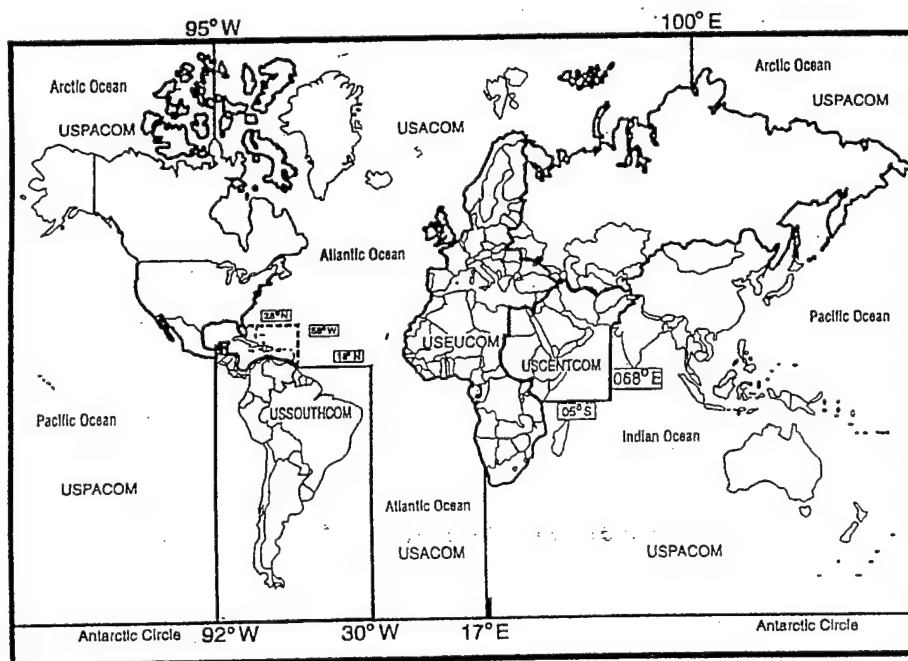 95°W
100°E
Arctic Ocean
Arctic Ocean
USPACOM
USACOM
USPACOM
Atlantic Ocean
28°N
58°W
18°N
Pacific Ocean
USEUCOM
USCENTCOM
068°E
05°S
USSOUTHCOM
Pacific Ocean
Indian Ocean
USPACOM
Atlantic Ocean
USACOM
USPACOM
Antarctic Circle
92°W
30°W
17°E
Antarctic Circle